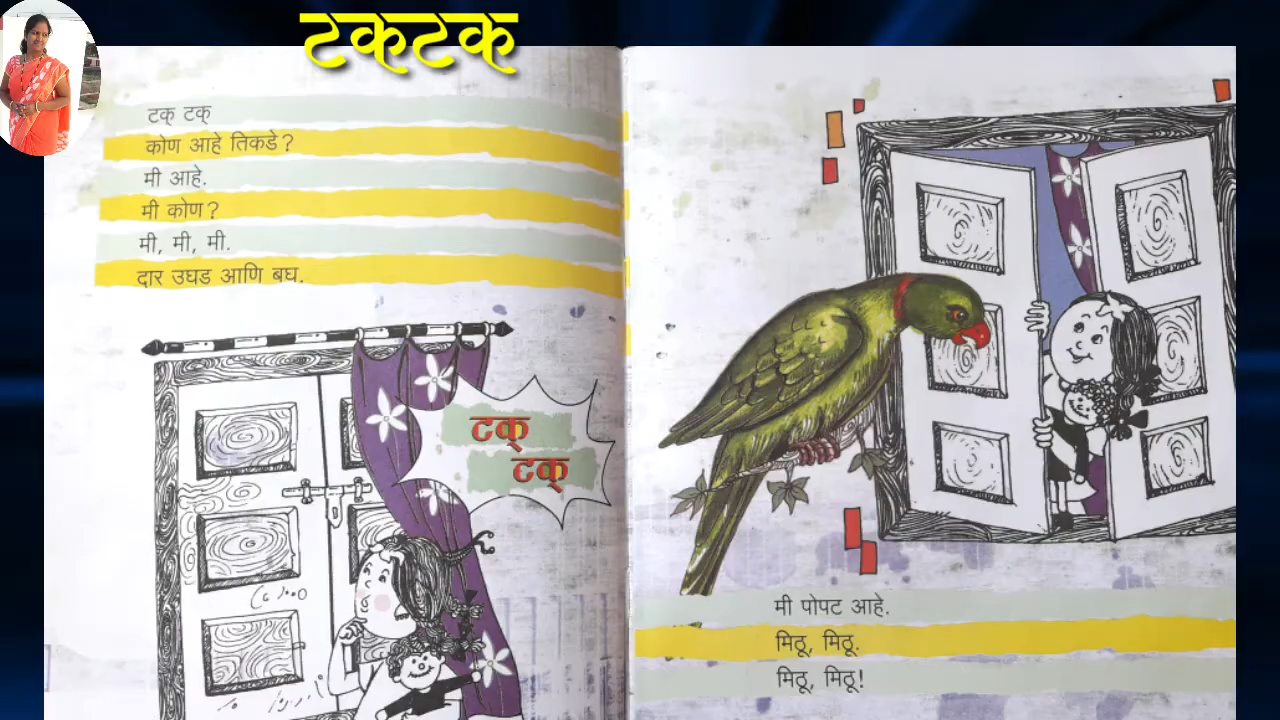 टकटक
टक् टक्
कोण आहे तिकडे?
मी आहे.
मी कोण?
मी, मी, मी.
दार उघड आणि बघ.
टक्
टक्
मी पोपट आहे.
मिठू, मिठू.
मिठू, मिठू!